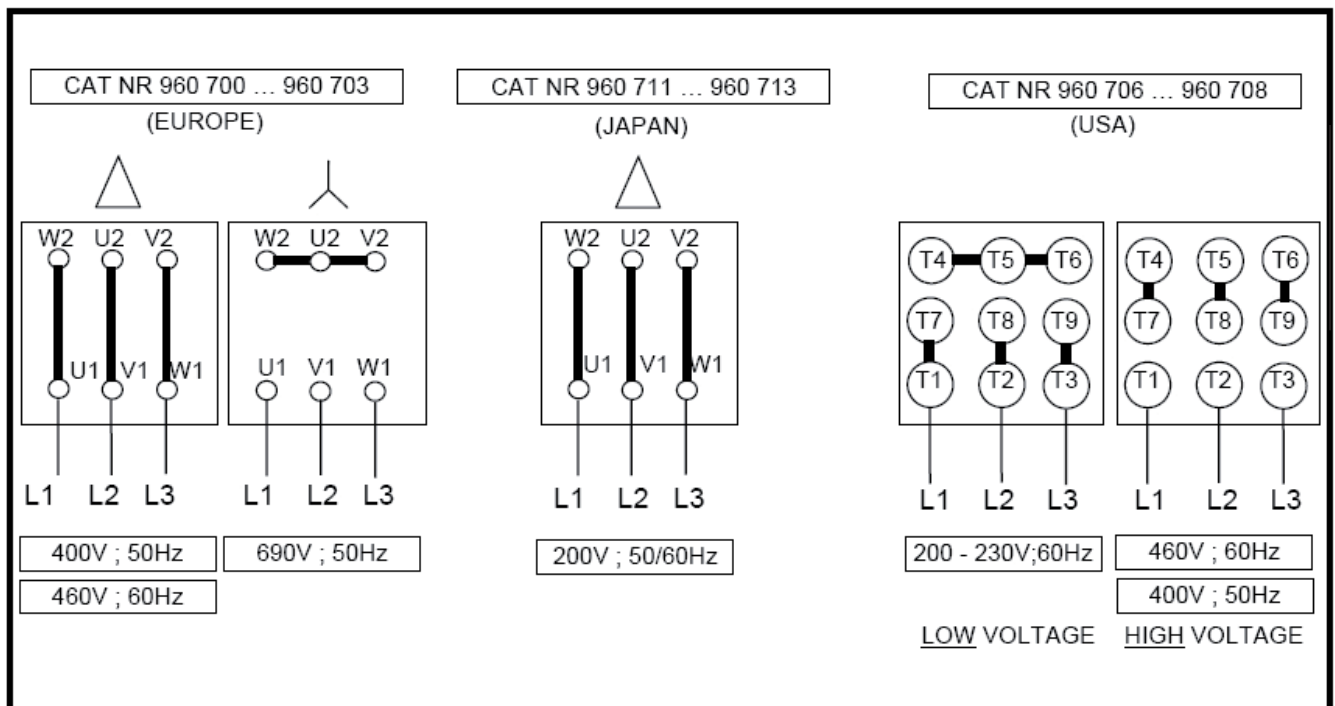 CAT NR 960 700 ... 960 703
(EUROPE)
W2 U2 V2
U1 V1 W1
L1 L2 L3
400V ; 50Hz
460V ; 60Hz
W2 U2 V2
U1 V1 W1
L1 L2 L3
690V ; 50Hz
CAT NR 960 711 ... 960 713
(JAPAN)
W2 U2 V2
U1 V1 W1
L1 L2 L3
200V ; 50/60Hz
CAT NR 960 706 ... 960 708
(USA)
T4 T5 T6
T7 T8 T9
T1 T2 T3
L1 L2 L3
200 - 230V;60Hz
LOW VOLTAGE
T4 T5 T6
T7 T8 T9
T1 T2 T3
L1 L2 L3
460V ; 60Hz
400V ; 50Hz
HIGH VOLTAGE